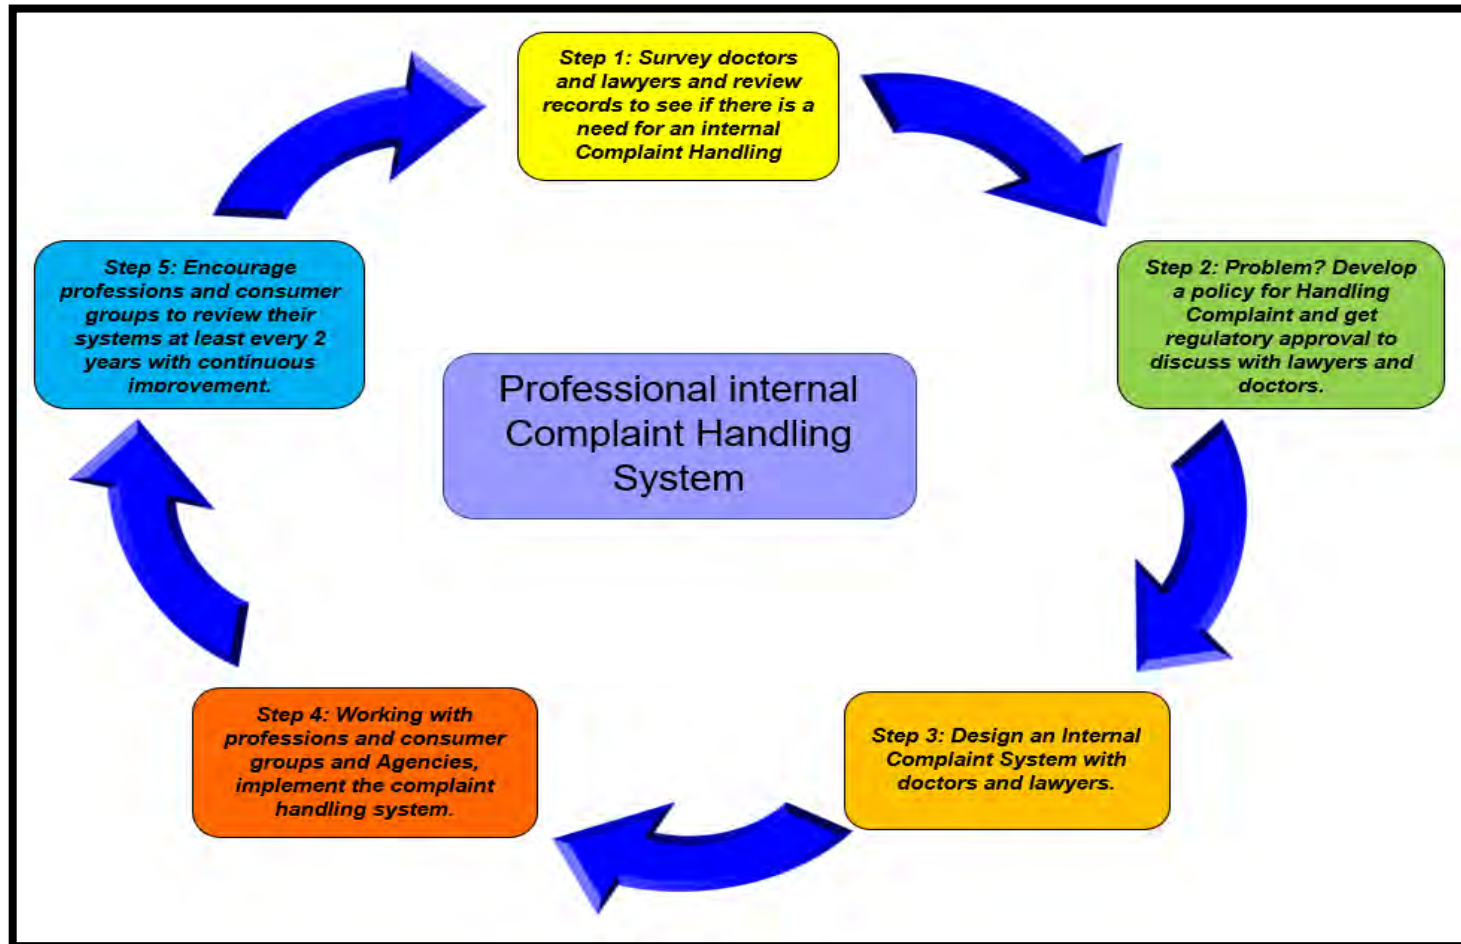 Step 1: Survey doctors
and lawyers and review
records to see if there is a
need for an internal
Complaint Handling
Step 2: Problem? Develop
a policy for Handling
Complaint and get
regulatory approval to
discuss with lawyers and
doctors.
Step 3: Design an Internal
Complaint System with
doctors and lawyers.
Step 4: Working with
professions and consumer
groups and Agencies,
implement the complaint
handling system.
Step 5: Encourage
professions and consumer
groups to review their
systems at least every 2
years with continuous
improvement.
Professional internal
Complaint Handling
System